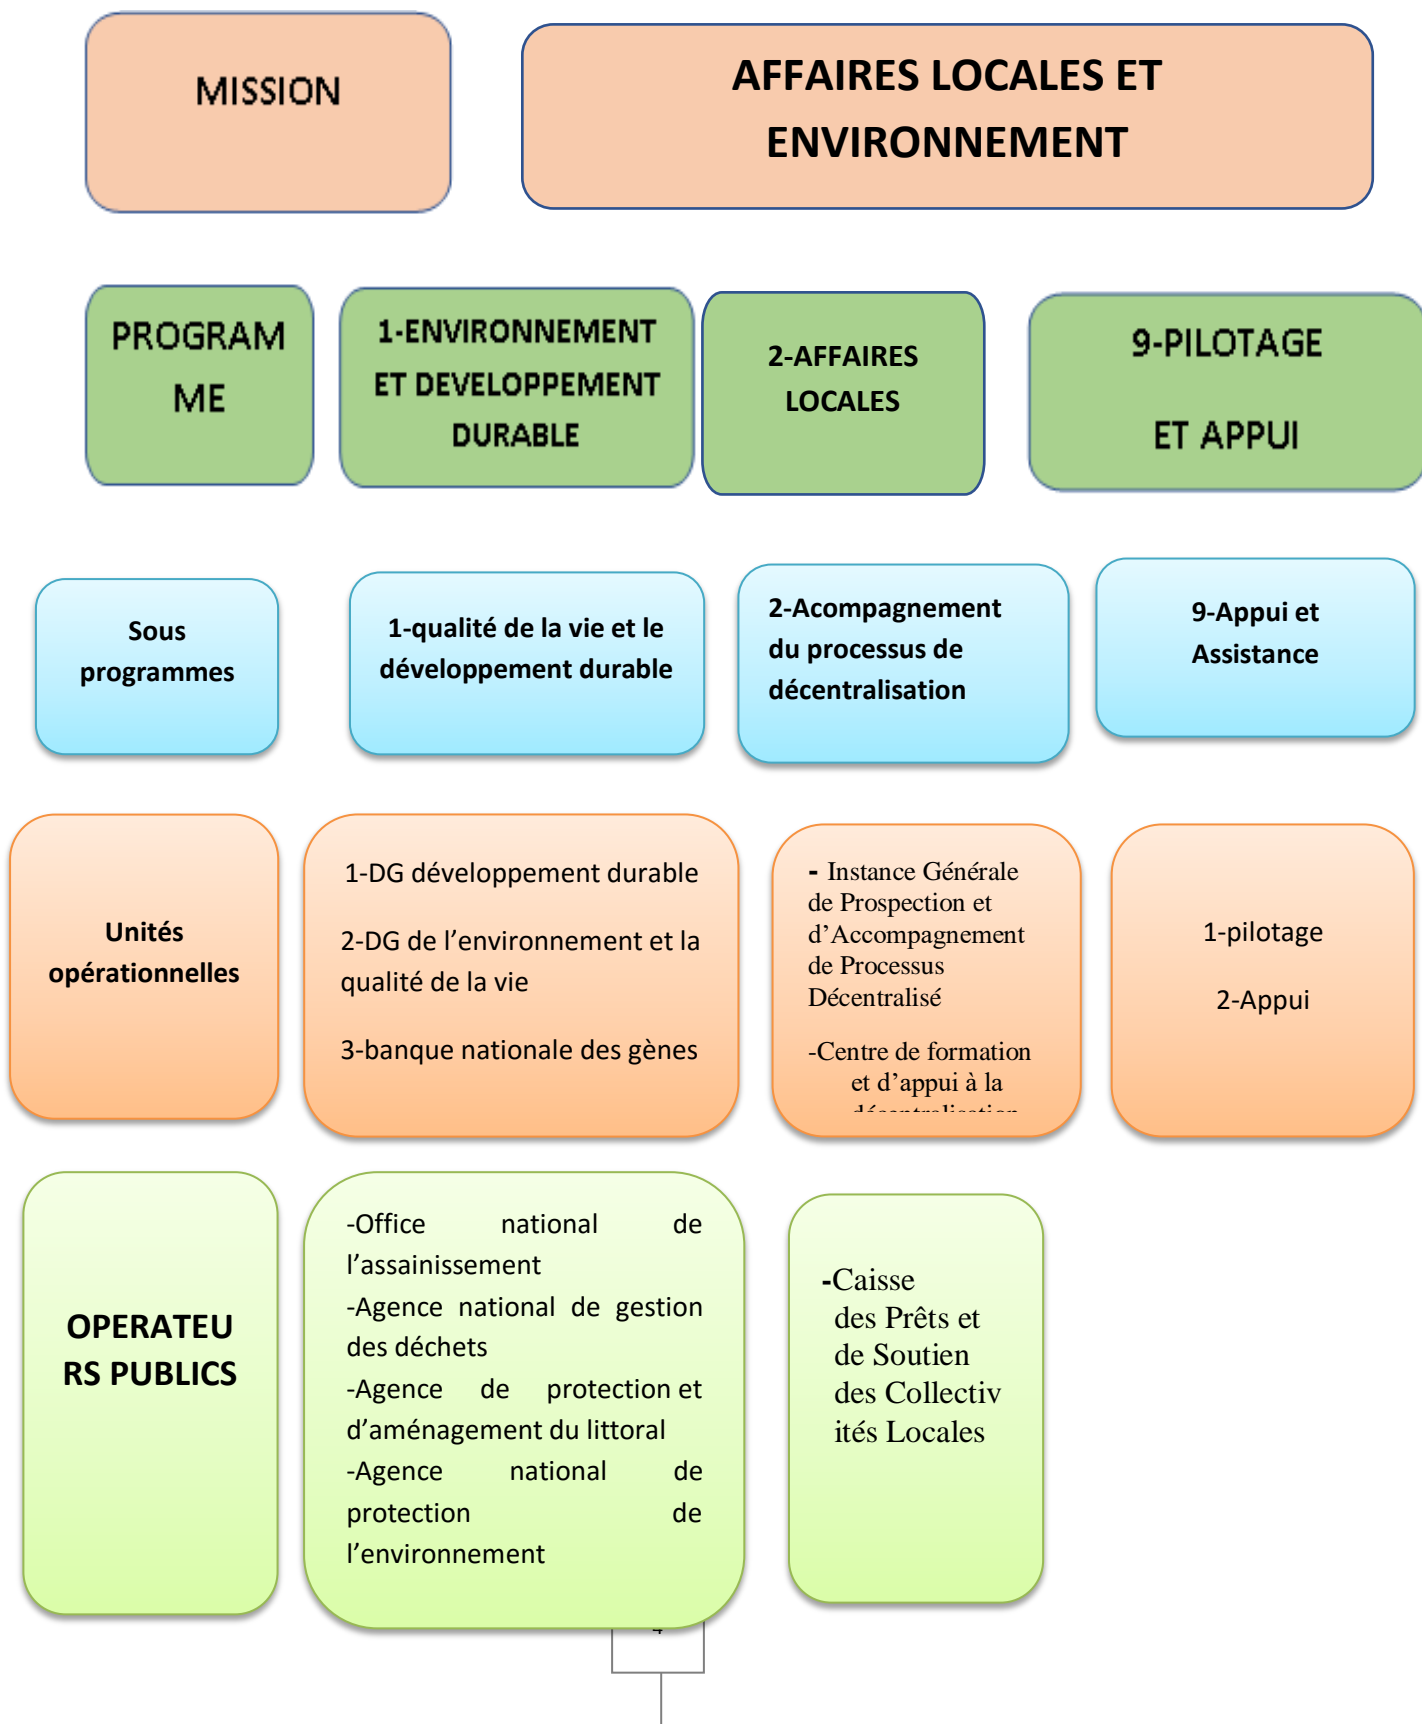 MISSION
AFFAIRES LOCALES ET
ENVIRONNEMENT
PROGRAM
ME
1-ENVIRONNEMENT
ET DEVELOPPEMENT
DURABLE
2-AFFAIRES
LOCALES
9-PILOTAGE
ET APPUI
Sous
programmes
1-qualité de la vie et le
développement durable
2-Acompagnement
du processus de
décentralisation
9-Appui et
Assistance
Unités
opérationnelles
1-DG développement durable
2-DG de l’environnement et la
qualité de la vie
3-banque nationale des gènes
- Instance Générale
de Prospection et
d’Accompagnement
de Processus
Décentralisé
-Centre de formation
et d’appui à la
décentralisation
1-pilotage
2-Appui
OPERATEU
RS PUBLICS
-Office national de
l’assainissement
-Agence national de gestion
des déchets
-Agence de protection et
d’aménagement du littoral
-Agence national de
protection de
l’environnement
-Caisse
des Prêts et
de Soutien
des Collectiv
ités Locales